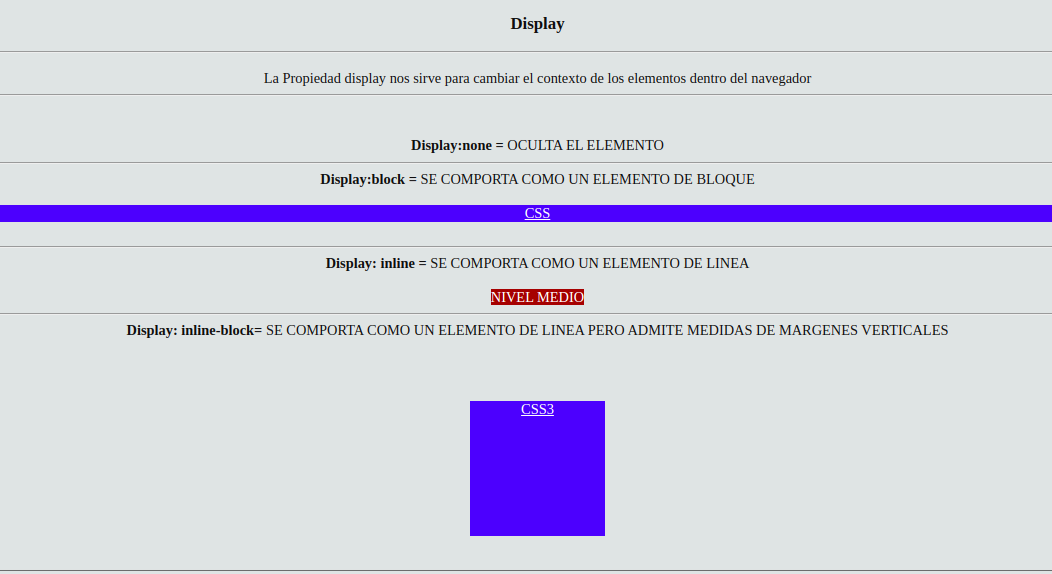 Display
La Propiedad display nos sirve para cambiar el contexto de los elementos dentro del navegador
Display:none = OCULTA EL ELEMENTO
Display:block = SE COMPORTA COMO UN ELEMENTO DE BLOQUE
CSS
Display: inline = SE COMPORTA COMO UN ELEMENTO DE LINEA
NIVEL MEDIO
Display: inline-block= SE COMPORTA COMO UN ELEMENTO DE LINEA PERO ADMITE MEDIDAS DE MARGENES VERTICALES
CSS3